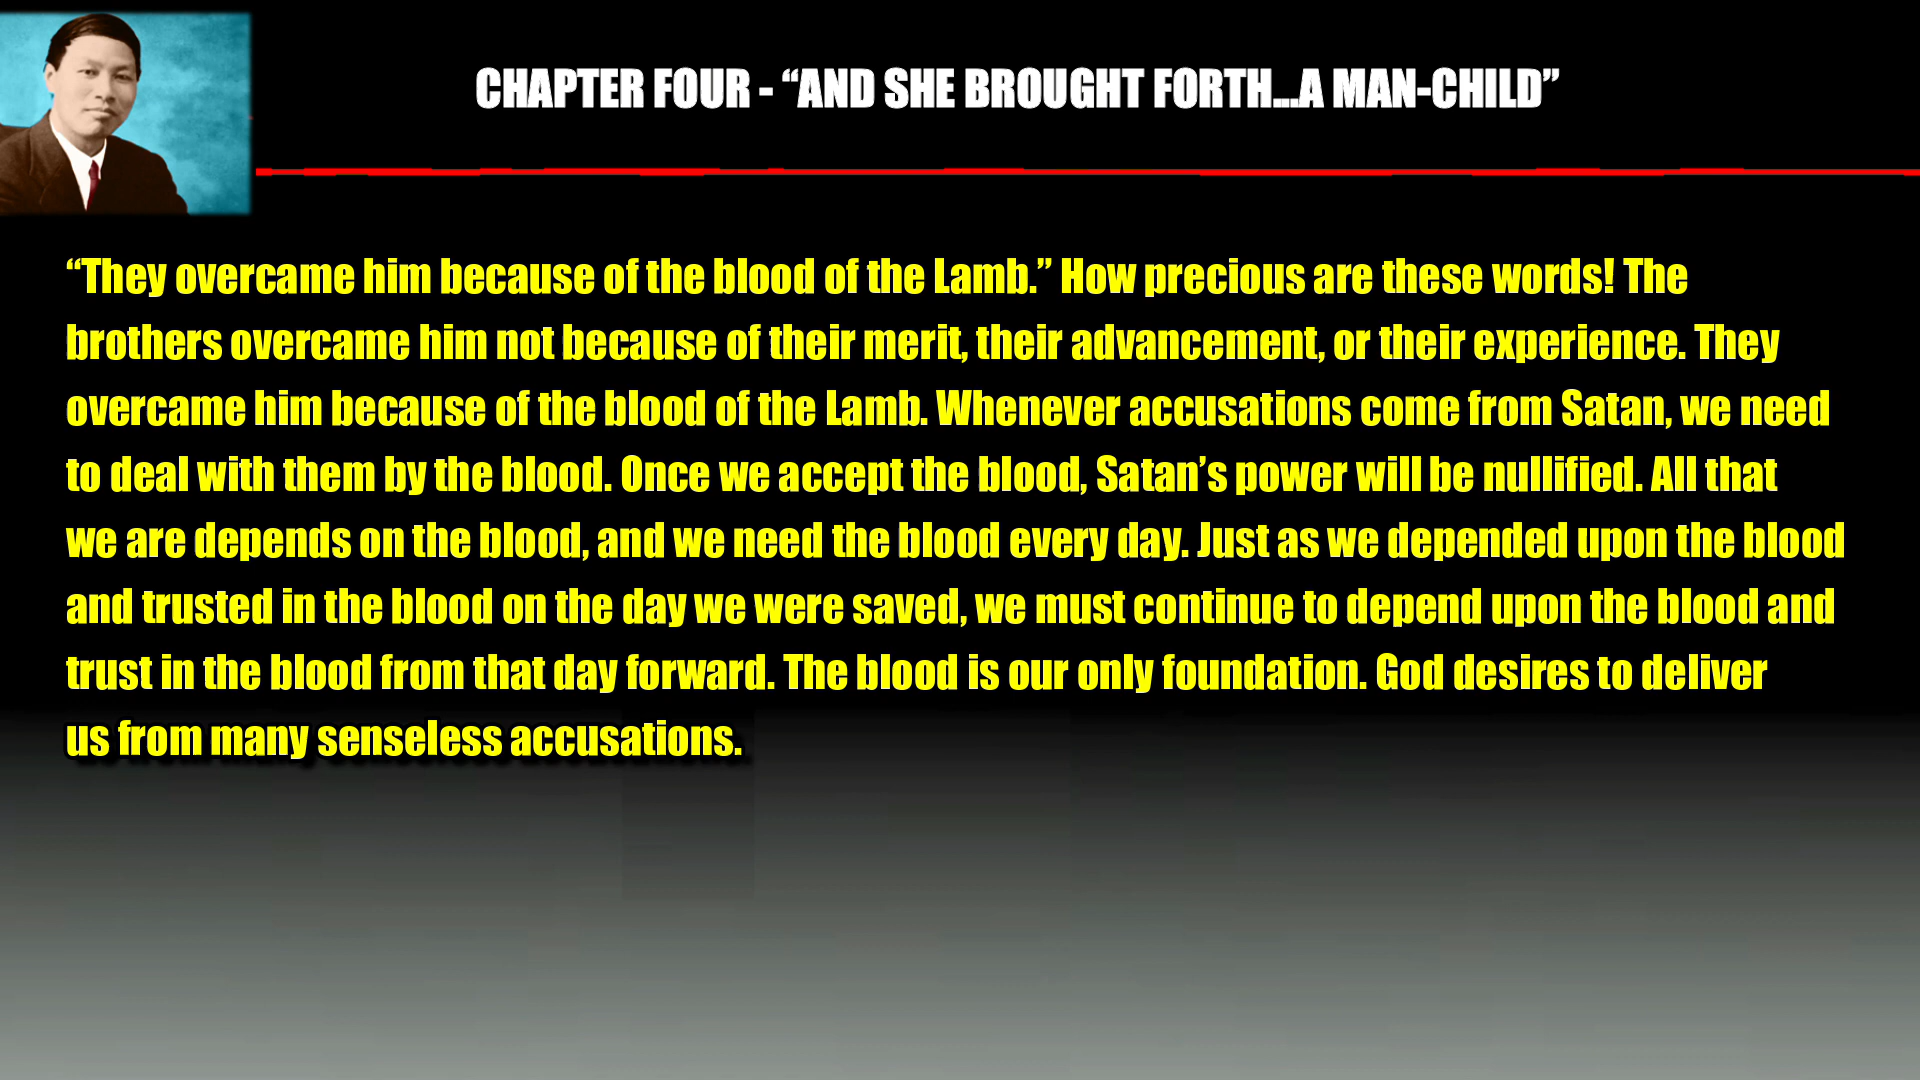 CHAPTER FOUR - “AND SHE BROUGHT FORTH...A MAN-CHILD”
“They overcame him because of the blood of the Lamb.” How precious are these words! The
brothers overcame him not because of their merit, their advancement, or their experience. They
overcame him because of the blood of the Lamb. Whenever accusations come from Satan, we need
to deal with them by the blood. Once we accept the blood, Satan’s power will be nullified. All that
we are depends on the blood, and we need the blood every day. Just as we depended upon the blood
and trusted in the blood on the day we were saved, we must continue to depend upon the blood and
trust in the blood from that day forward. The blood is our only foundation. God desires to deliver
us from many senseless accusations.